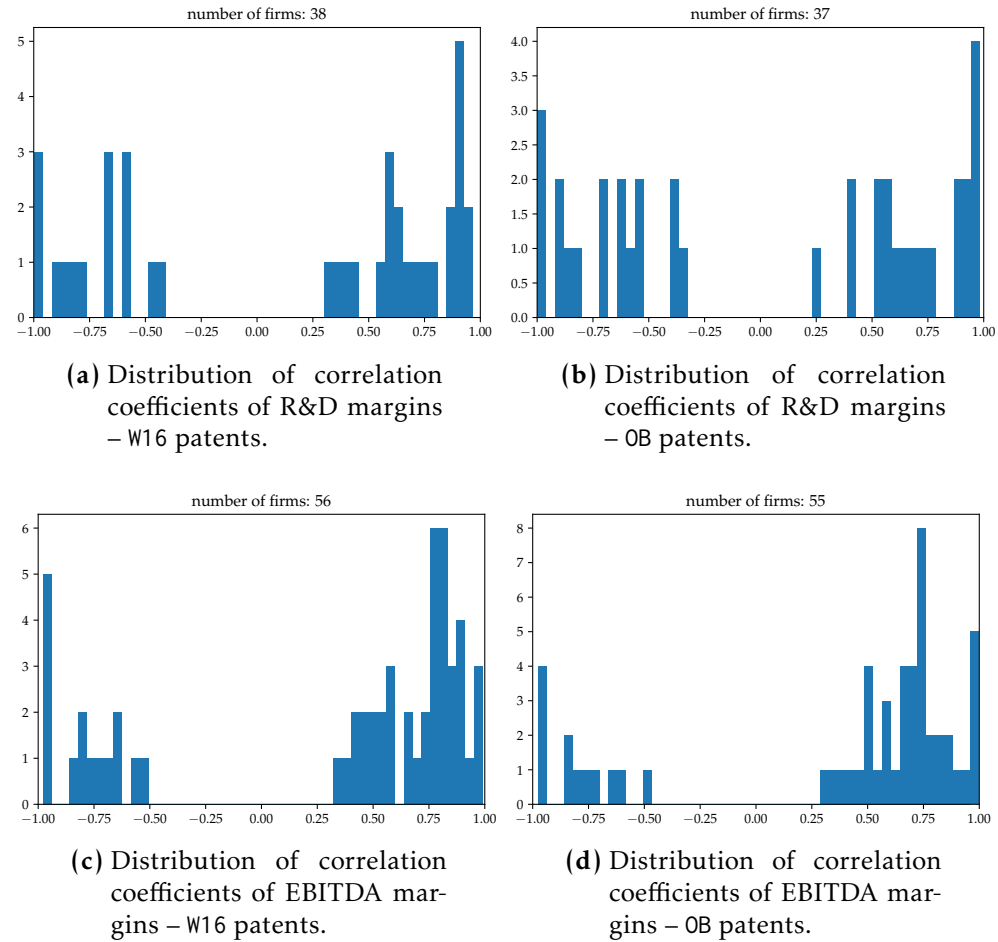 number of firms: 38
5
4
3
2
1
0
−1.00 −0.75 −0.50 −0.25 0.00 0.25 0.50 0.75 1.00
(a) Distribution of correlation
coefficients of R&D margins
– W16 patents.
number of firms: 37
4.0
3.5
3.0
2.5
2.0
1.5
1.0
0.5
0.0
−1.00 −0.75 −0.50 −0.25 0.00 0.25 0.50 0.75 1.00
(b) Distribution of correlation
coefficients of R&D margins
– OB patents.
number of firms: 56
6
5
4
3
2
1
0
−1.00 −0.75 −0.50 −0.25 0.00 0.25 0.50 0.75 1.00
(c) Distribution of correlation
coefficients of EBITDA mar-
gins – W16 patents.
number of firms: 55
8
7
6
5
4
3
2
1
0
−1.00 −0.75 −0.50 −0.25 0.00 0.25 0.50 0.75 1.00
(d) Distribution of correlation
coefficients of EBITDA mar-
gins – OB patents.